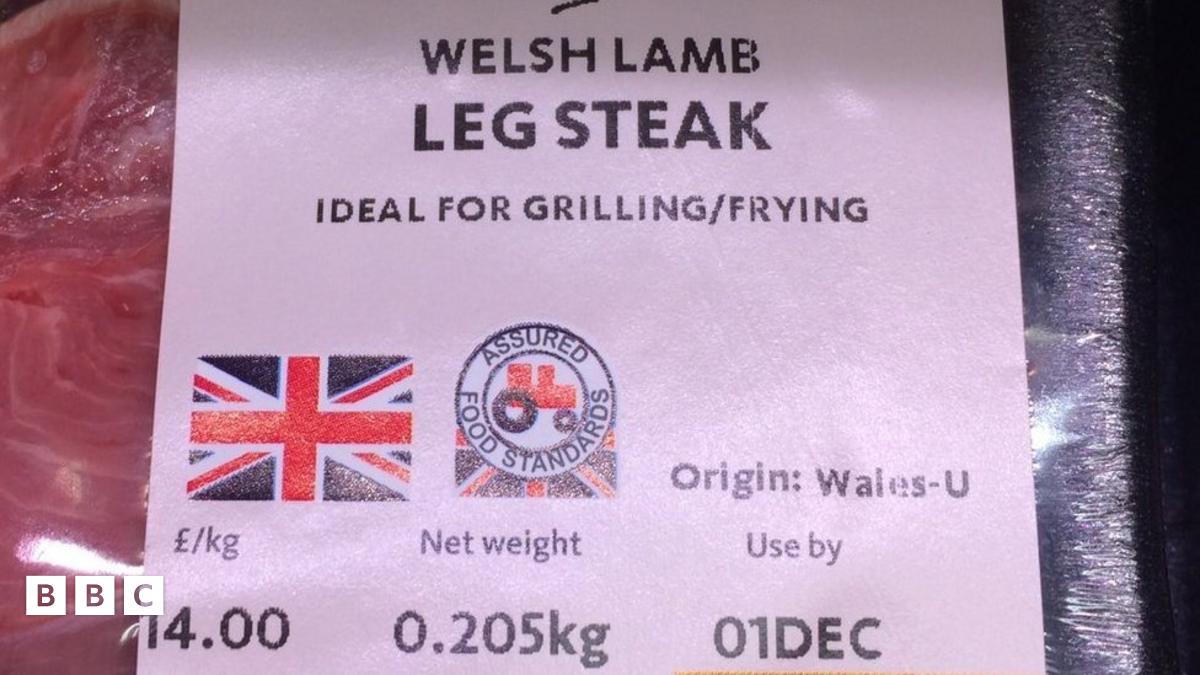 WELSH LAMB
LEG STEAK
IDEAL FOR GRILLING/FRYING
ASSURED
FOOD STANDARDS
Origin: Wales-U
£/kg Net weight Use by
BBC
14.00 0.205kg 01DEC